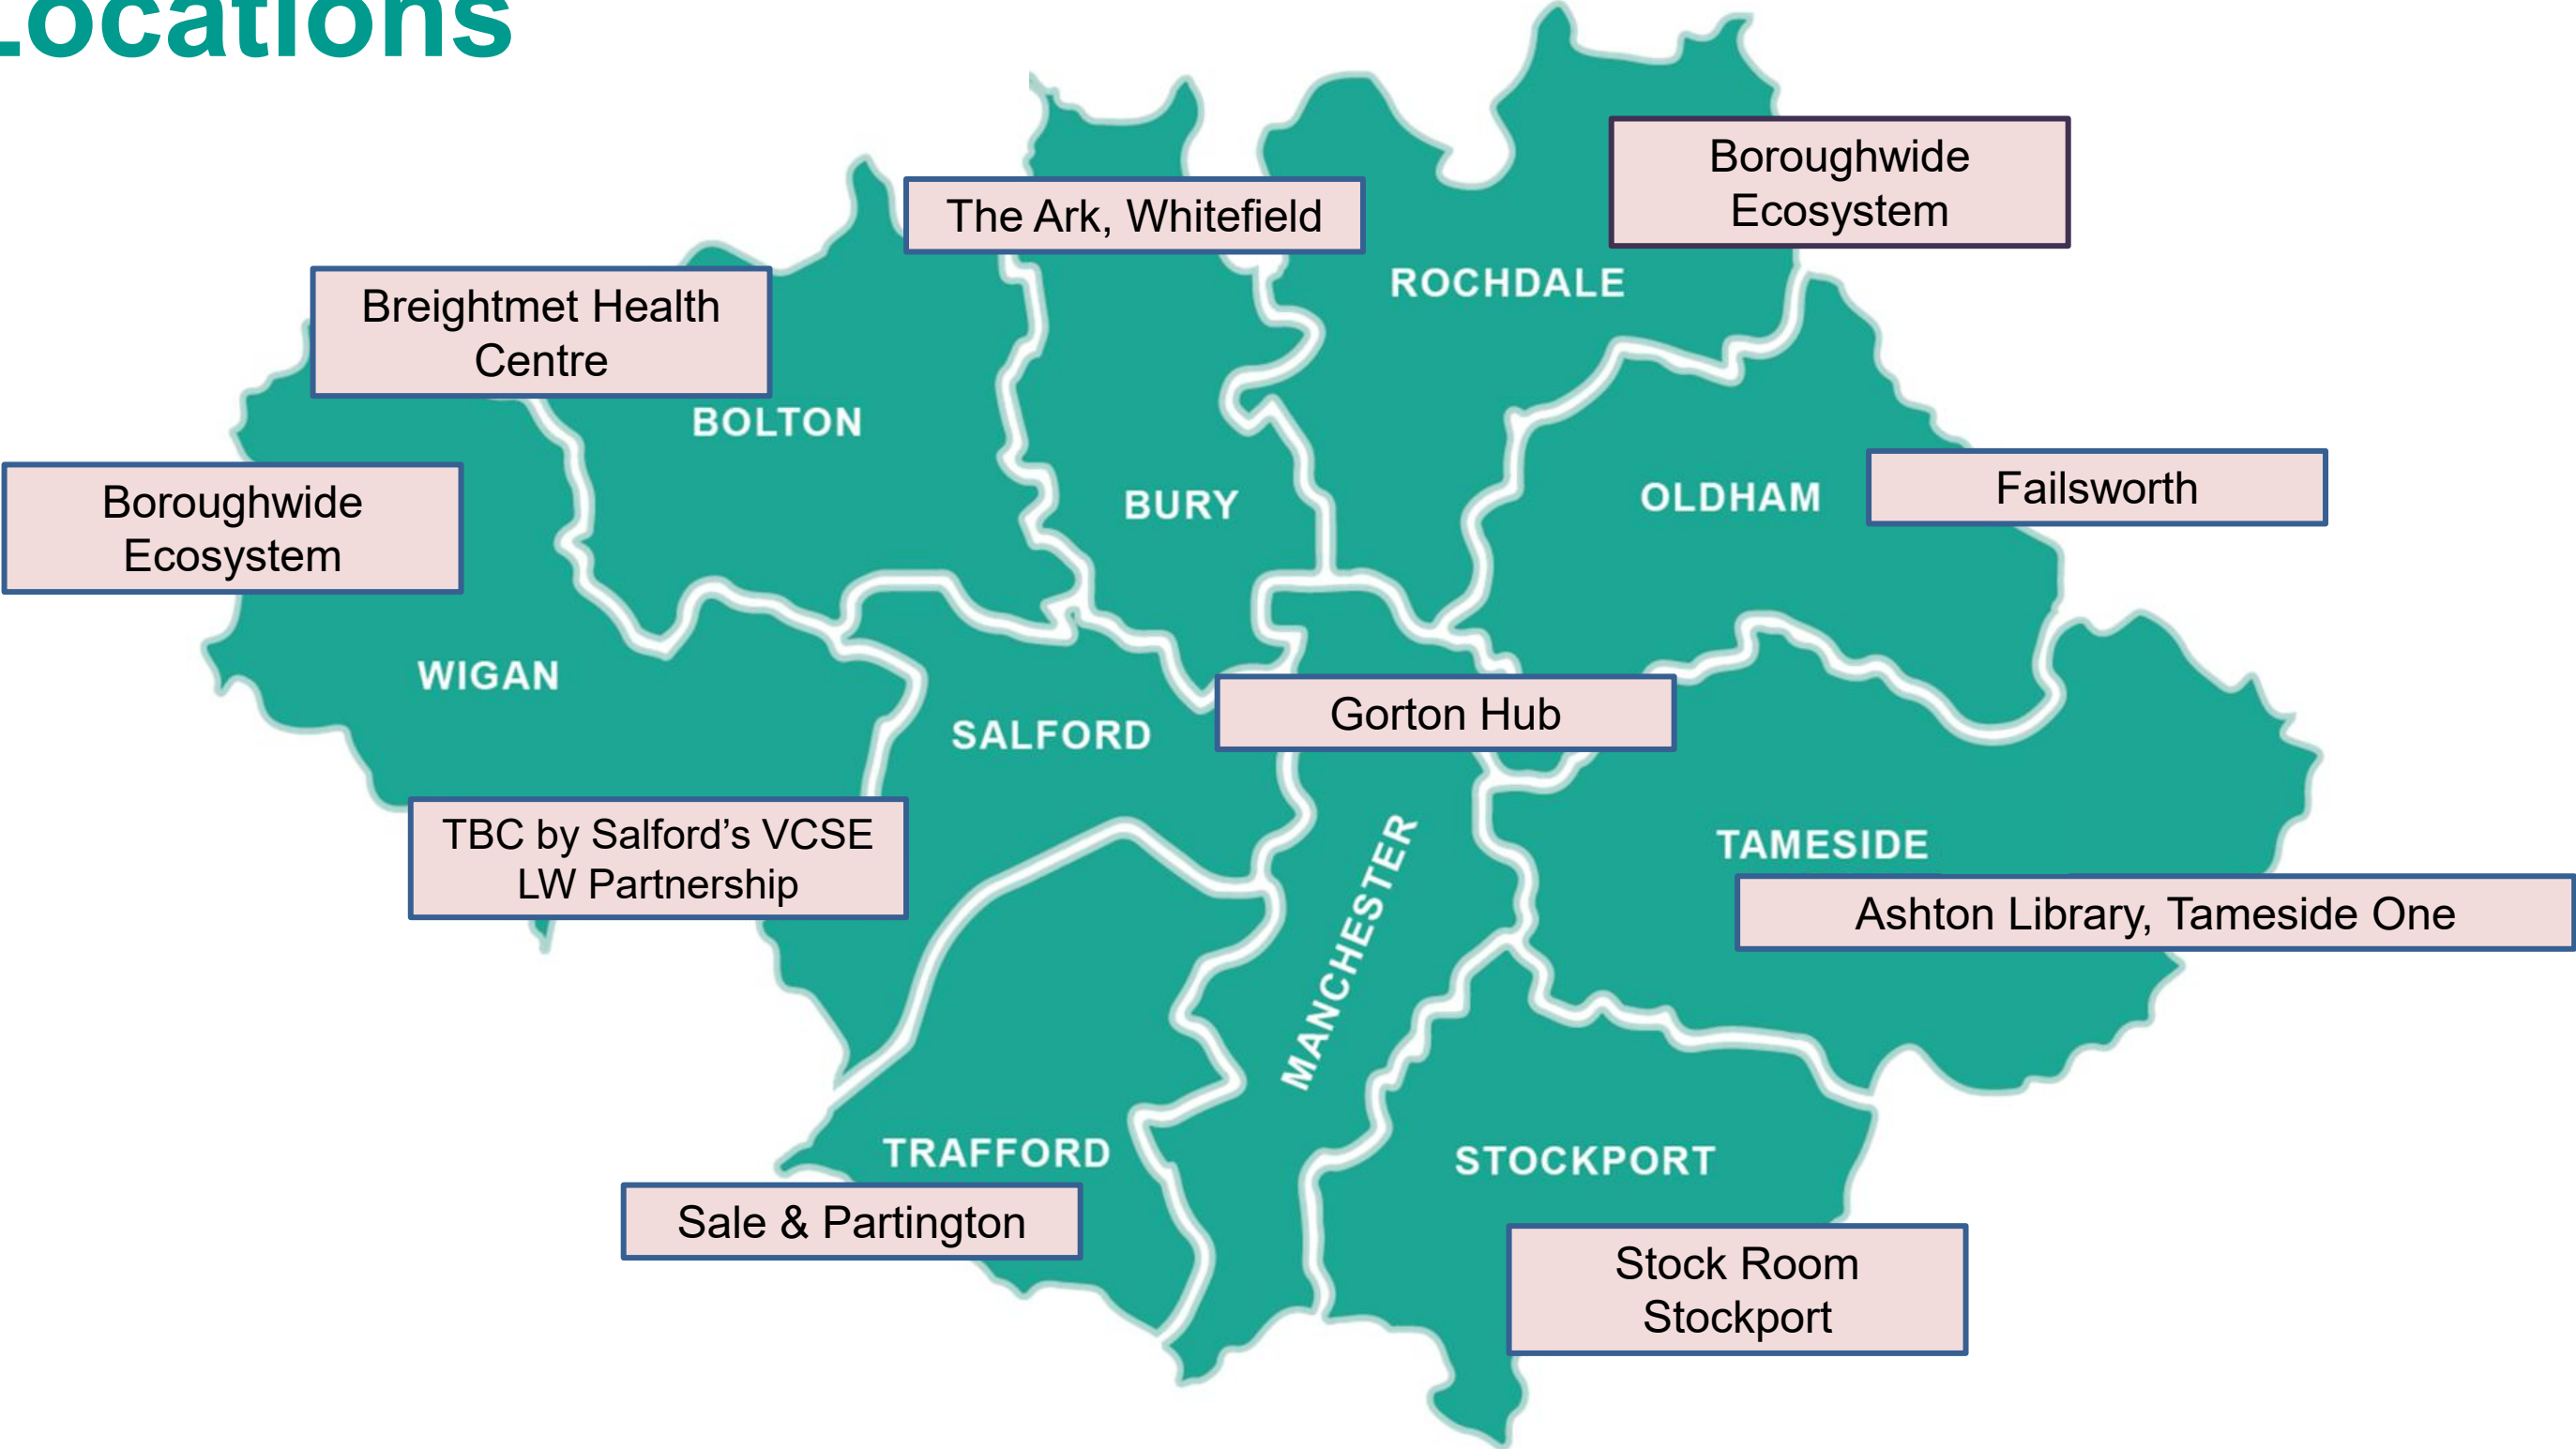 Locations
The Ark, Whitefield
Boroughwide
Ecosystem
ROCHDALE
Breightmet Health
Centre
BOLTON
Boroughwide
Ecosystem
BURY
OLDHAM
Failsworth
WIGAN
SALFORD
Gorton Hub
TBC by Salford’s VCSE
LW Partnership
MANCHESTER
TAMESIDE
Ashton Library, Tameside One
TRAFFORD
Sale & Partington
STOCKPORT
Stock Room
Stockport